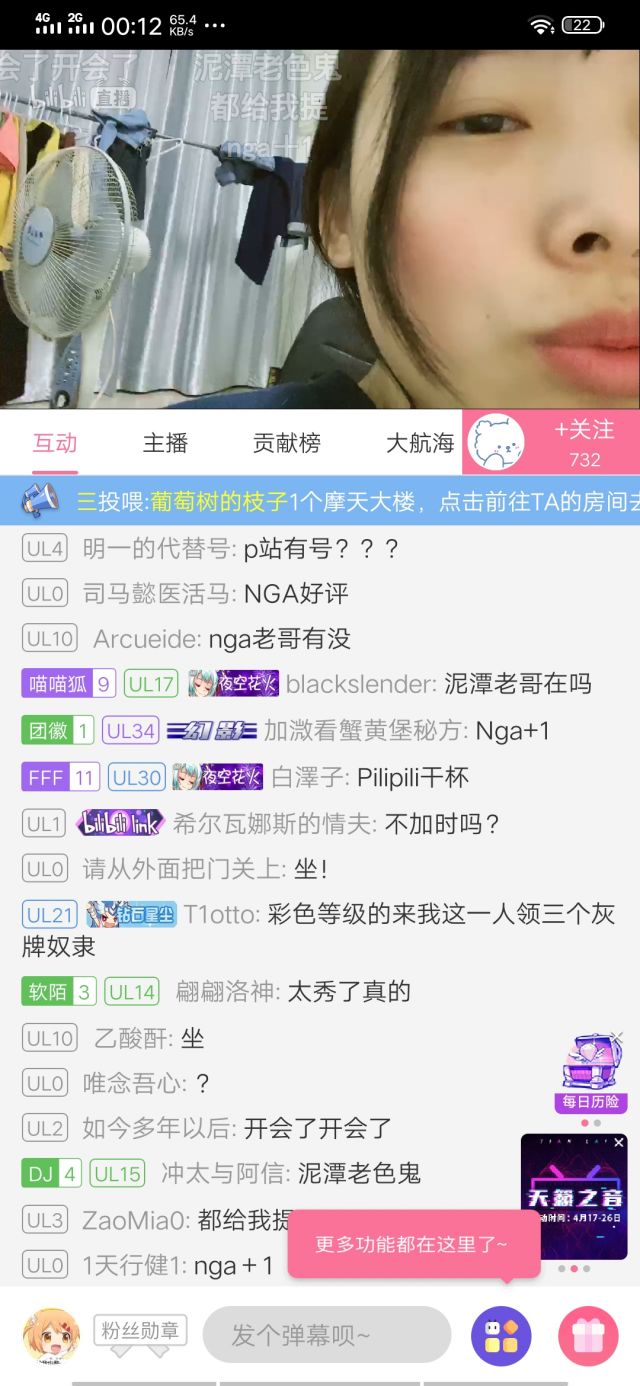 4G 2G 00:12 65.4 KB/s ... 22
会了开会了 泥潭老色鬼
bilibili 直播 都给我提
nga+1
互动 主播 贡献榜 大航海 +关注
732
三投喂:葡萄树的枝子1个摩天大楼，点击前往TA的房间去
UL4 明一的代替号: p站有号？？？
UL0 司马懿医活马: NGA好评
UL10 Arcueide: nga老哥有没
喵喵狐 9 UL17 夜空花火 blackslender: 泥潭老哥在吗
团徽 1 UL34 幻影 加溦看蟹黄堡秘方: Nga+1
FFF 11 UL30 夜空花火 白澤子: Pilipili干杯
UL1 bilibili link 希尔瓦娜斯的情夫: 不加时吗？
UL0 请从外面把门关上: 坐！
UL21 钻石星尘 T1otto: 彩色等级的来我这一人领三个灰
牌奴隶
软陌 3 UL14 翩翩洛神: 太秀了真的
UL10 乙酸酐: 坐
UL0 唯念吾心: ？
每日历险
UL2 如今多年以后: 开会了开会了
DJ 4 UL15 冲太与阿信: 泥潭老色鬼
天籁之音
动时间：4月17-26日
UL3 ZaoMia0: 都给我提
更多功能都在这里了~
UL0 1天行健1: nga＋1
粉丝勋章 发个弹幕呗~